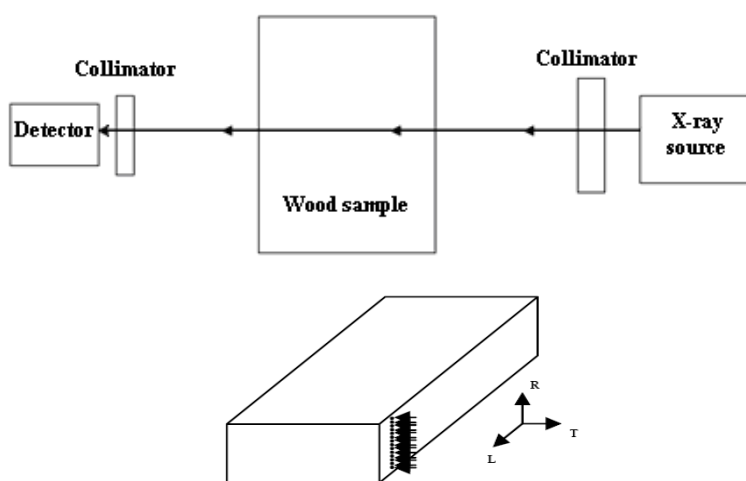 Collimator
Collimator
Detector
X-ray
source
Wood sample
R
T
L